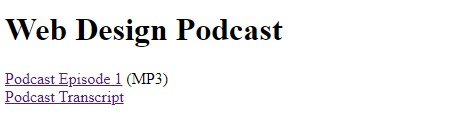 Web Design Podcast
Podcast Episode 1 (MP3)
Podcast Transcript